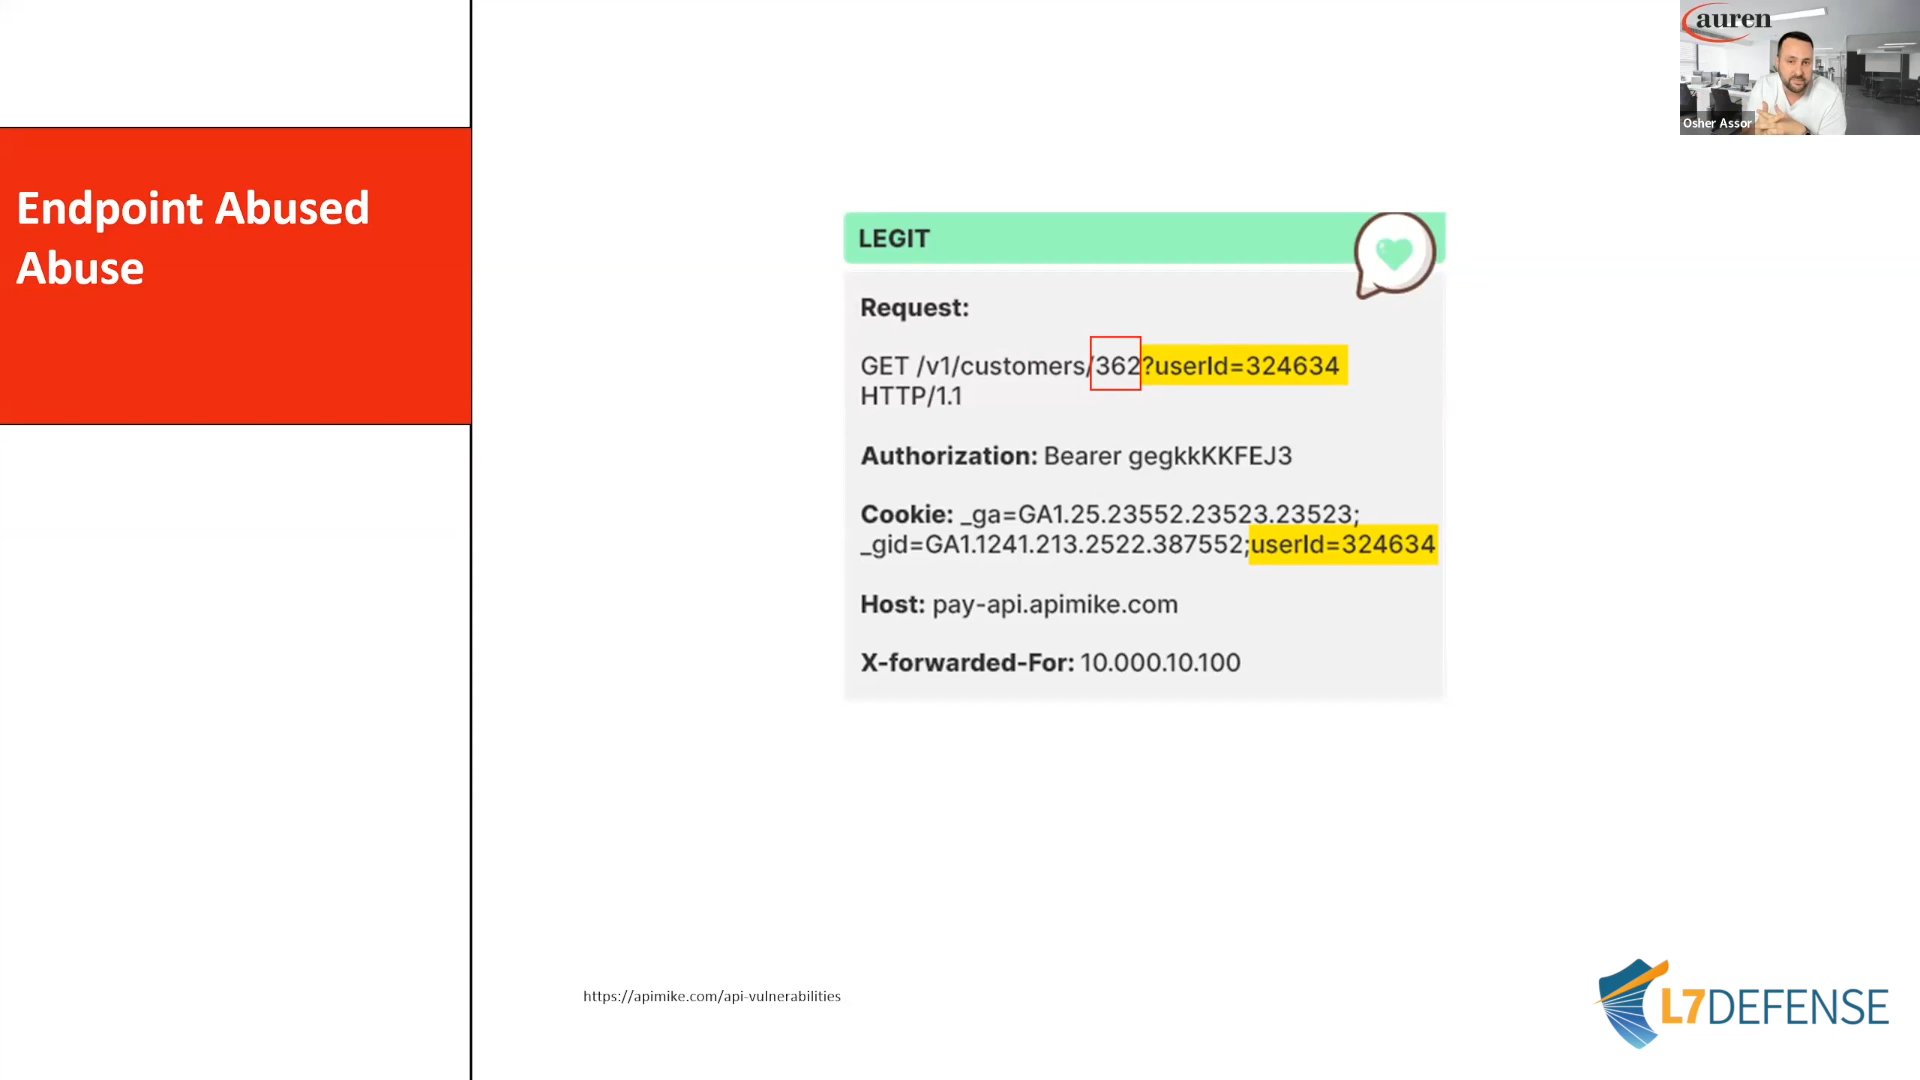 Endpoint Abused
Abuse
auren
Osher Assor
LEGIT
Request:
GET /v1/customers/362?userId=324634
HTTP/1.1
Authorization: Bearer gegkkKKFEJ3
Cookie: _ga=GA1.25.23552.23523.23523;
_gid=GA1.1241.213.2522.387552;userId=324634
Host: pay-api.apimike.com
X-forwarded-For: 10.000.10.100
https://apimike.com/api-vulnerabilities
L7DEFENSE